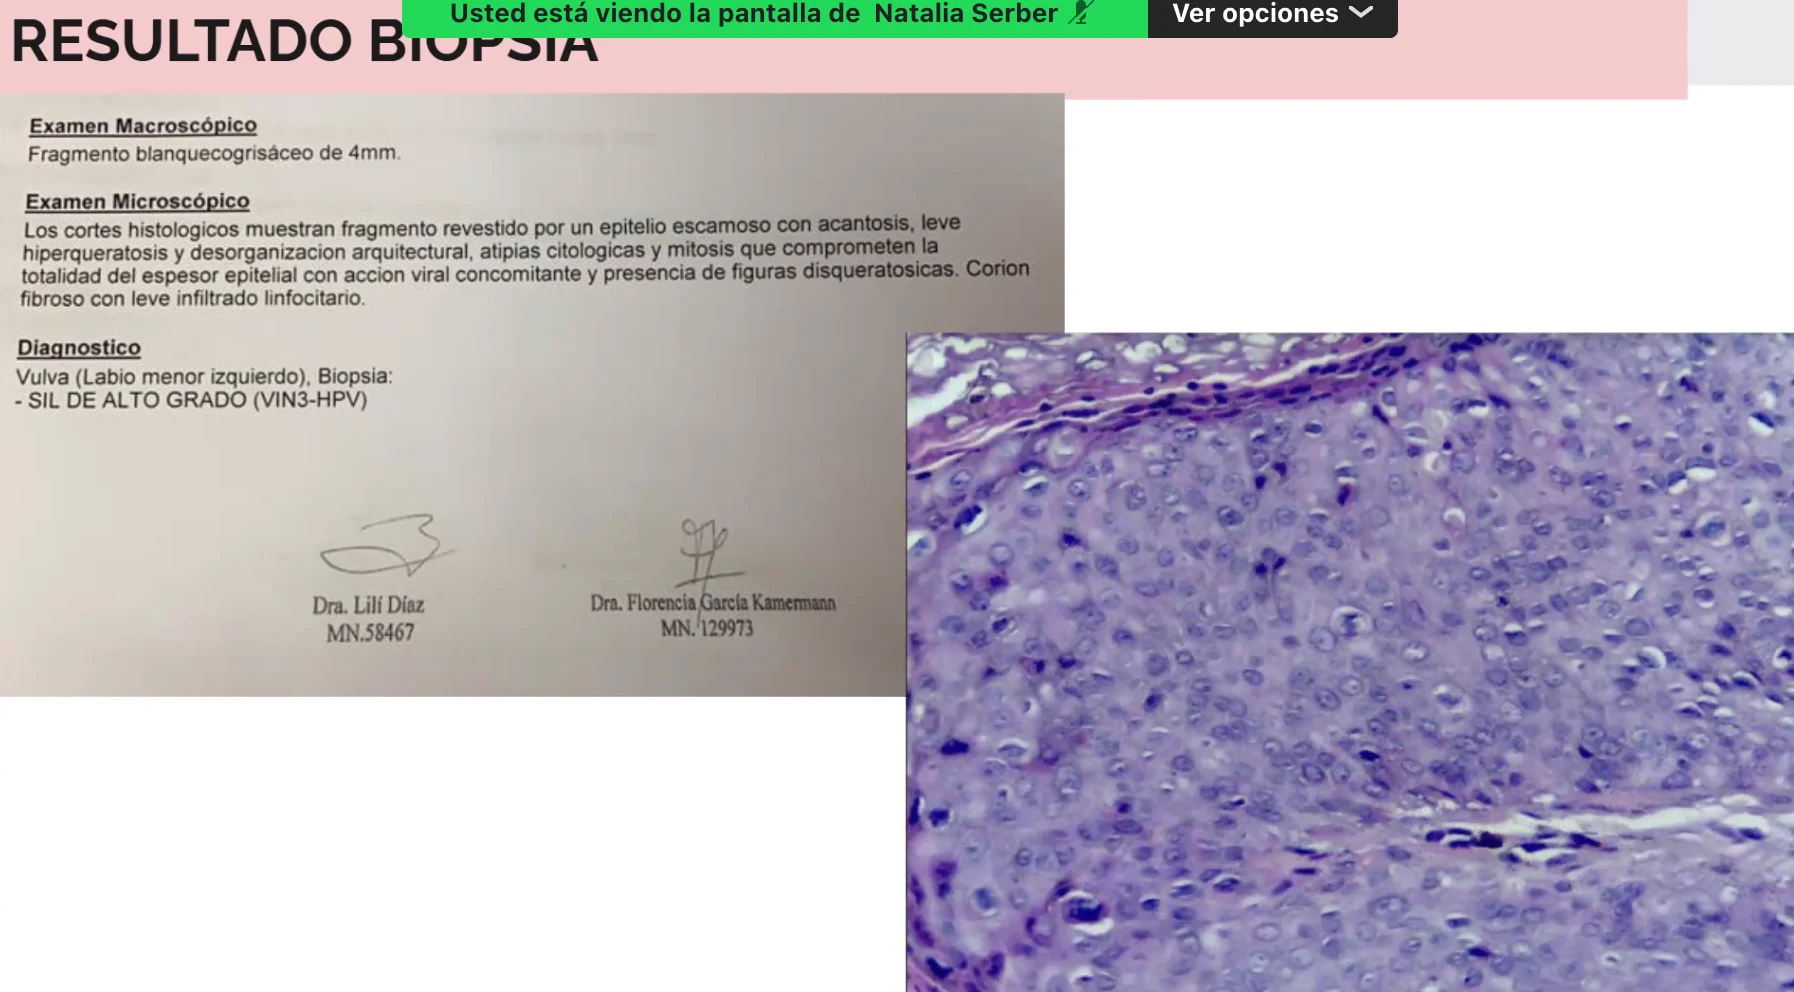 Usted está viendo la pantalla de Natalia Serber
Ver opciones
RESULTADO BIOPSIA
Examen Macroscópico
Fragmento blanquecogrisáceo de 4mm.
Examen Microscópico
Los cortes histologicos muestran fragmento revestido por un epitelio escamoso con acantosis, leve
hiperqueratosis y desorganizacion arquitectural, atipias citologicas y mitosis que comprometen la
totalidad del espesor epitelial con accion viral concomitante y presencia de figuras disqueratosicas. Corion
fibroso con leve infiltrado linfocitario.
Diagnostico
Vulva (Labio menor izquierdo), Biopsia:
- SIL DE ALTO GRADO (VIN3-HPV)
Dra. Lilí Díaz
MN.58467
Dra. Florencia García Kamermann
MN. 129973